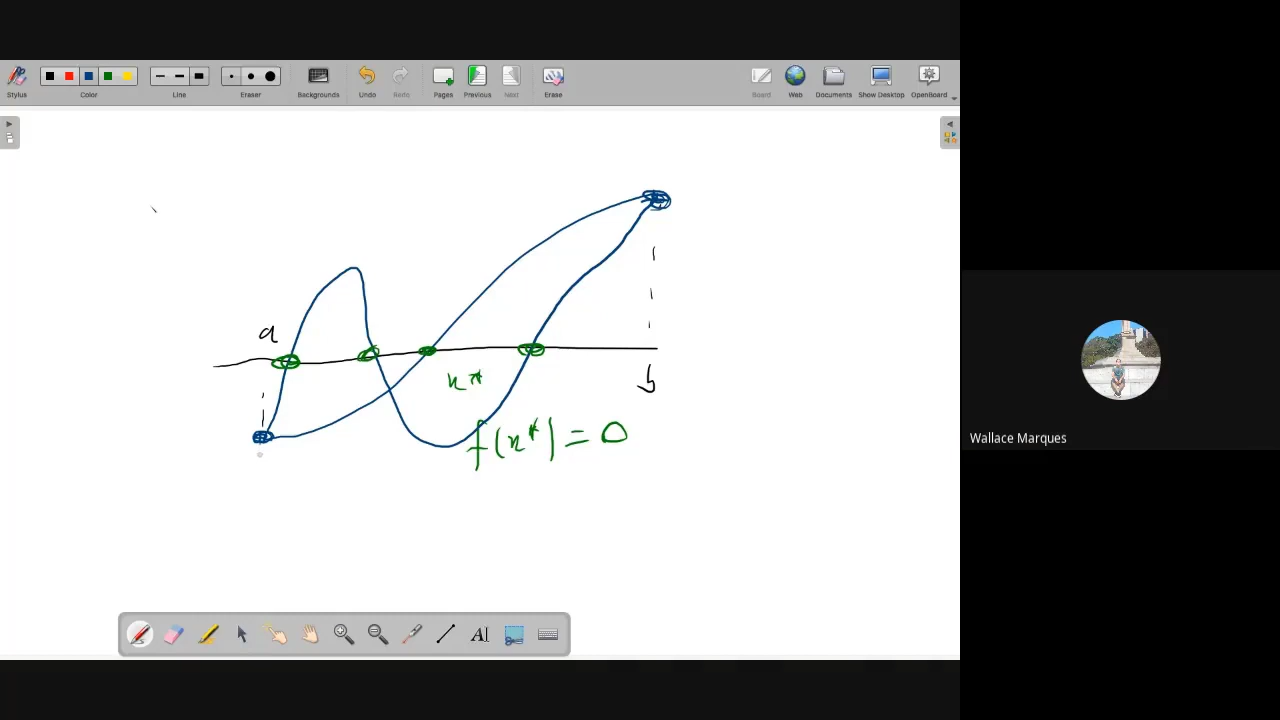 Stylus Color Line Eraser Backgrounds Undo Redo Pages Previous Next Erase Board Web Documents Show Desktop OpenBoard
a
x*
b
f(x*) = 0
Wallace Marques
AI